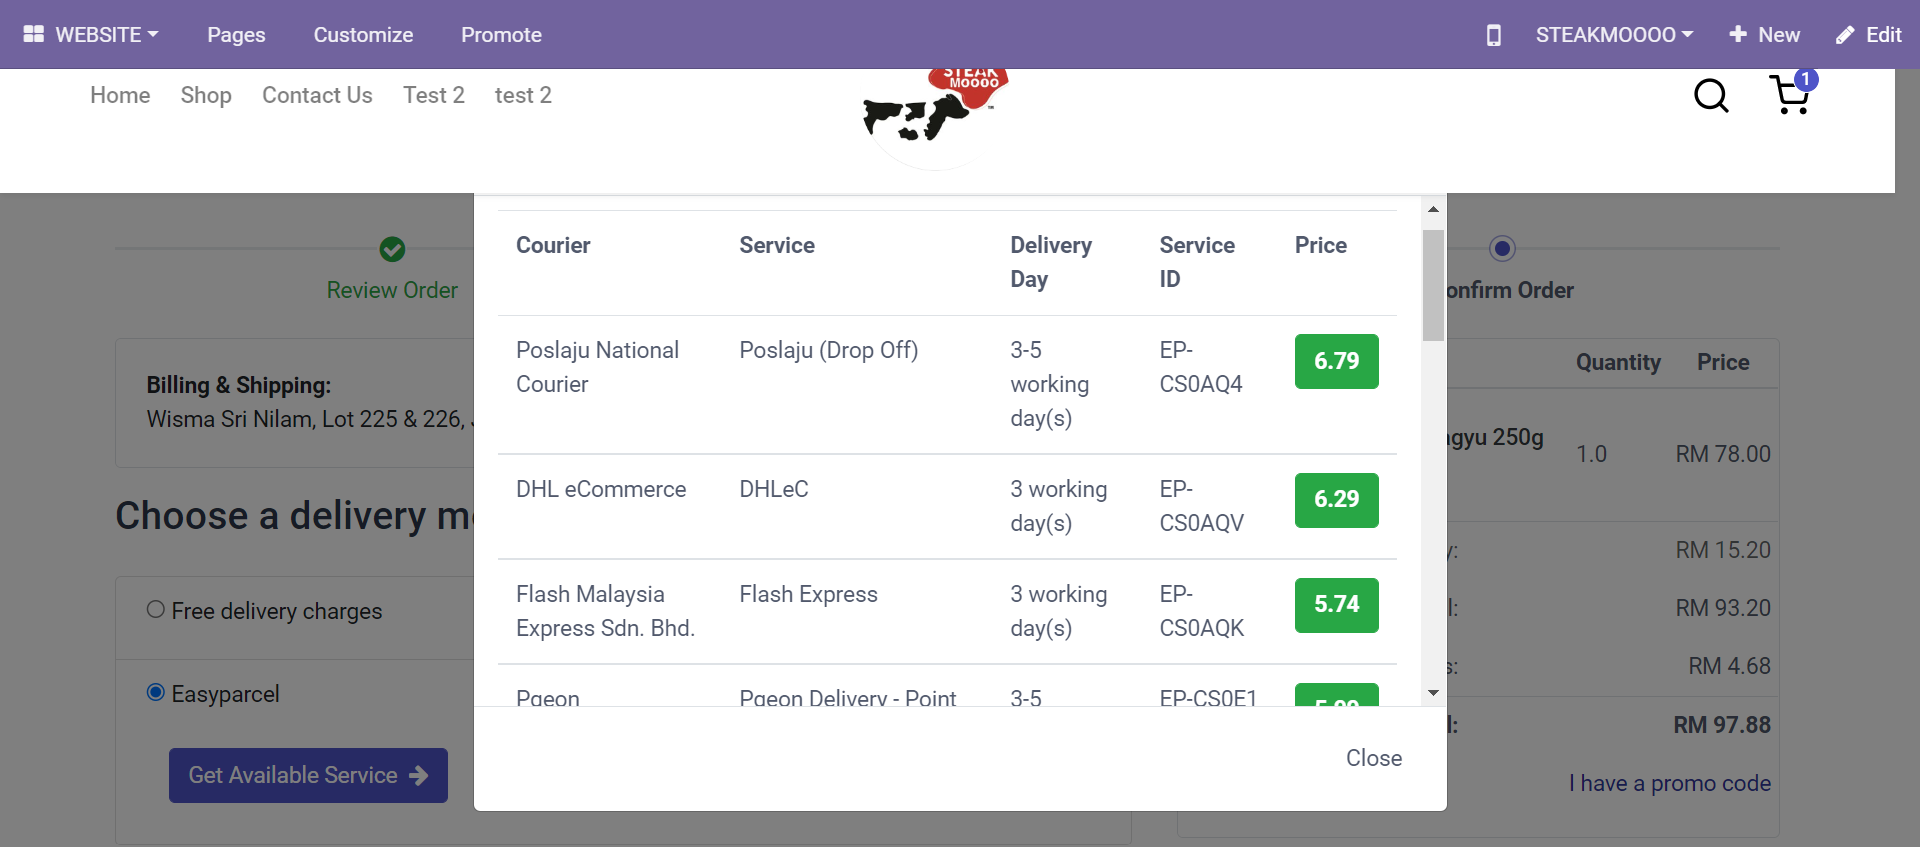 WEBSITE Pages Customize Promote STEAKMOOOO New Edit
Home Shop Contact Us Test 2 test 2
STEAK
MOOOO
1
Courier Service Delivery Day Service ID Price
Review Order
Confirm Order
Poslaju National Courier Poslaju (Drop Off) 3-5 working day(s) EP-CS0AQ4 6.79
Billing & Shipping:
Wisma Sri Nilam, Lot 225 & 226,
Quantity Price
DHL eCommerce DHLeC 3 working day(s) EP-CS0AQV 6.29
250g 1.0 RM 78.00
Choose a delivery
RM 15.20
Flash Malaysia Express Sdn. Bhd. Flash Express 3 working day(s) EP-CS0AQK 5.74
Free delivery charges
RM 93.20
RM 4.68
Easyparcel
Pgeon Pgeon Delivery - Point 3-5 EP-CS0E1
RM 97.88
Get Available Service
Close
I have a promo code